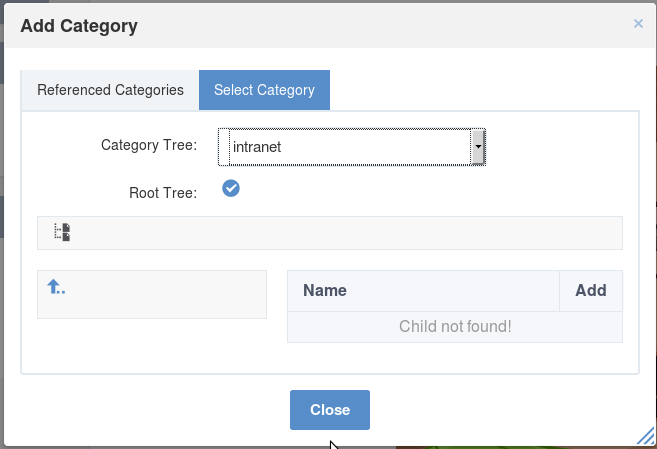 Add Category
×
Referenced Categories Select Category
Category Tree: intranet
Root Tree:
..
Name Add
Child not found!
Close